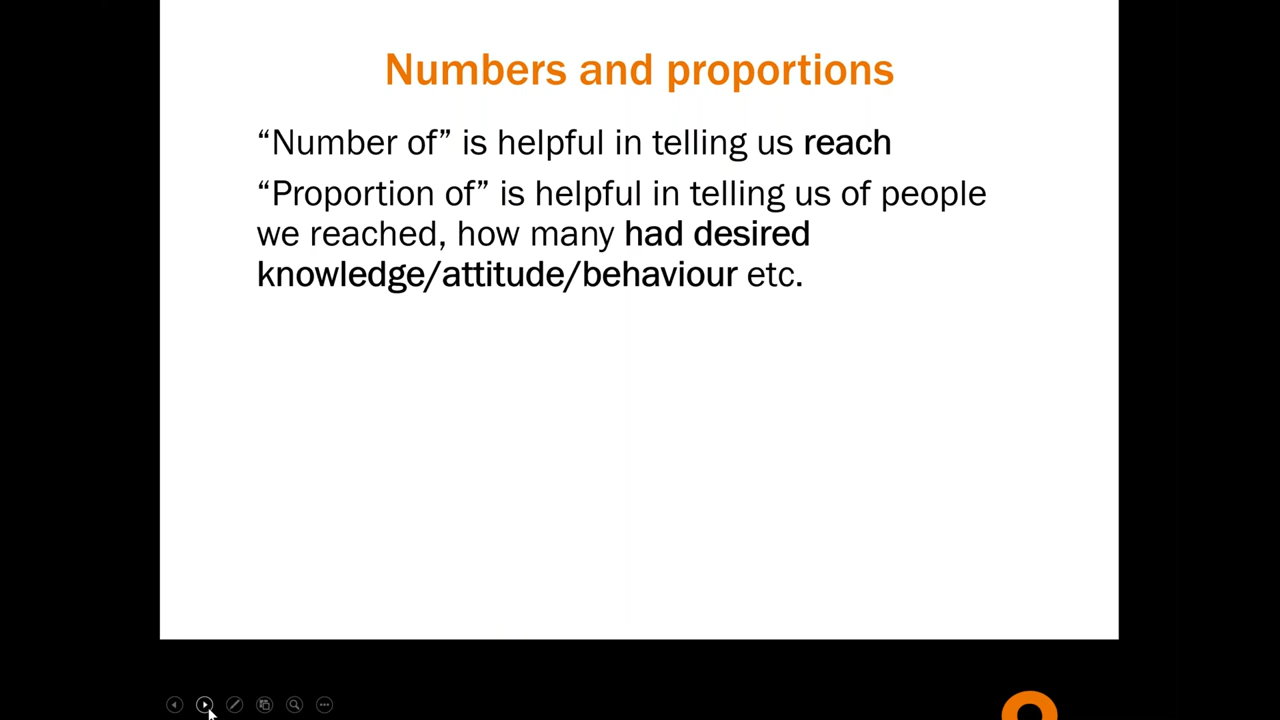 Numbers and proportions
“Number of” is helpful in telling us reach
“Proportion of” is helpful in telling us of people
we reached, how many had desired
knowledge/attitude/behaviour etc.